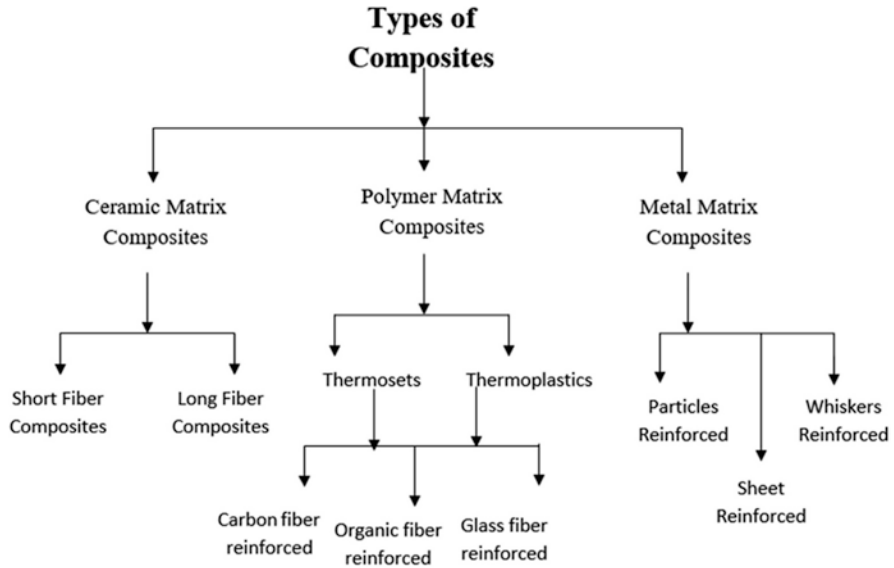 Types of
Composites
Ceramic Matrix
Composites
Polymer Matrix
Composites
Metal Matrix
Composites
Short Fiber
Composites
Long Fiber
Composites
Thermosets
Thermoplastics
Particles
Reinforced
Whiskers
Reinforced
Sheet
Reinforced
Carbon fiber
reinforced
Organic fiber
reinforced
Glass fiber
reinforced